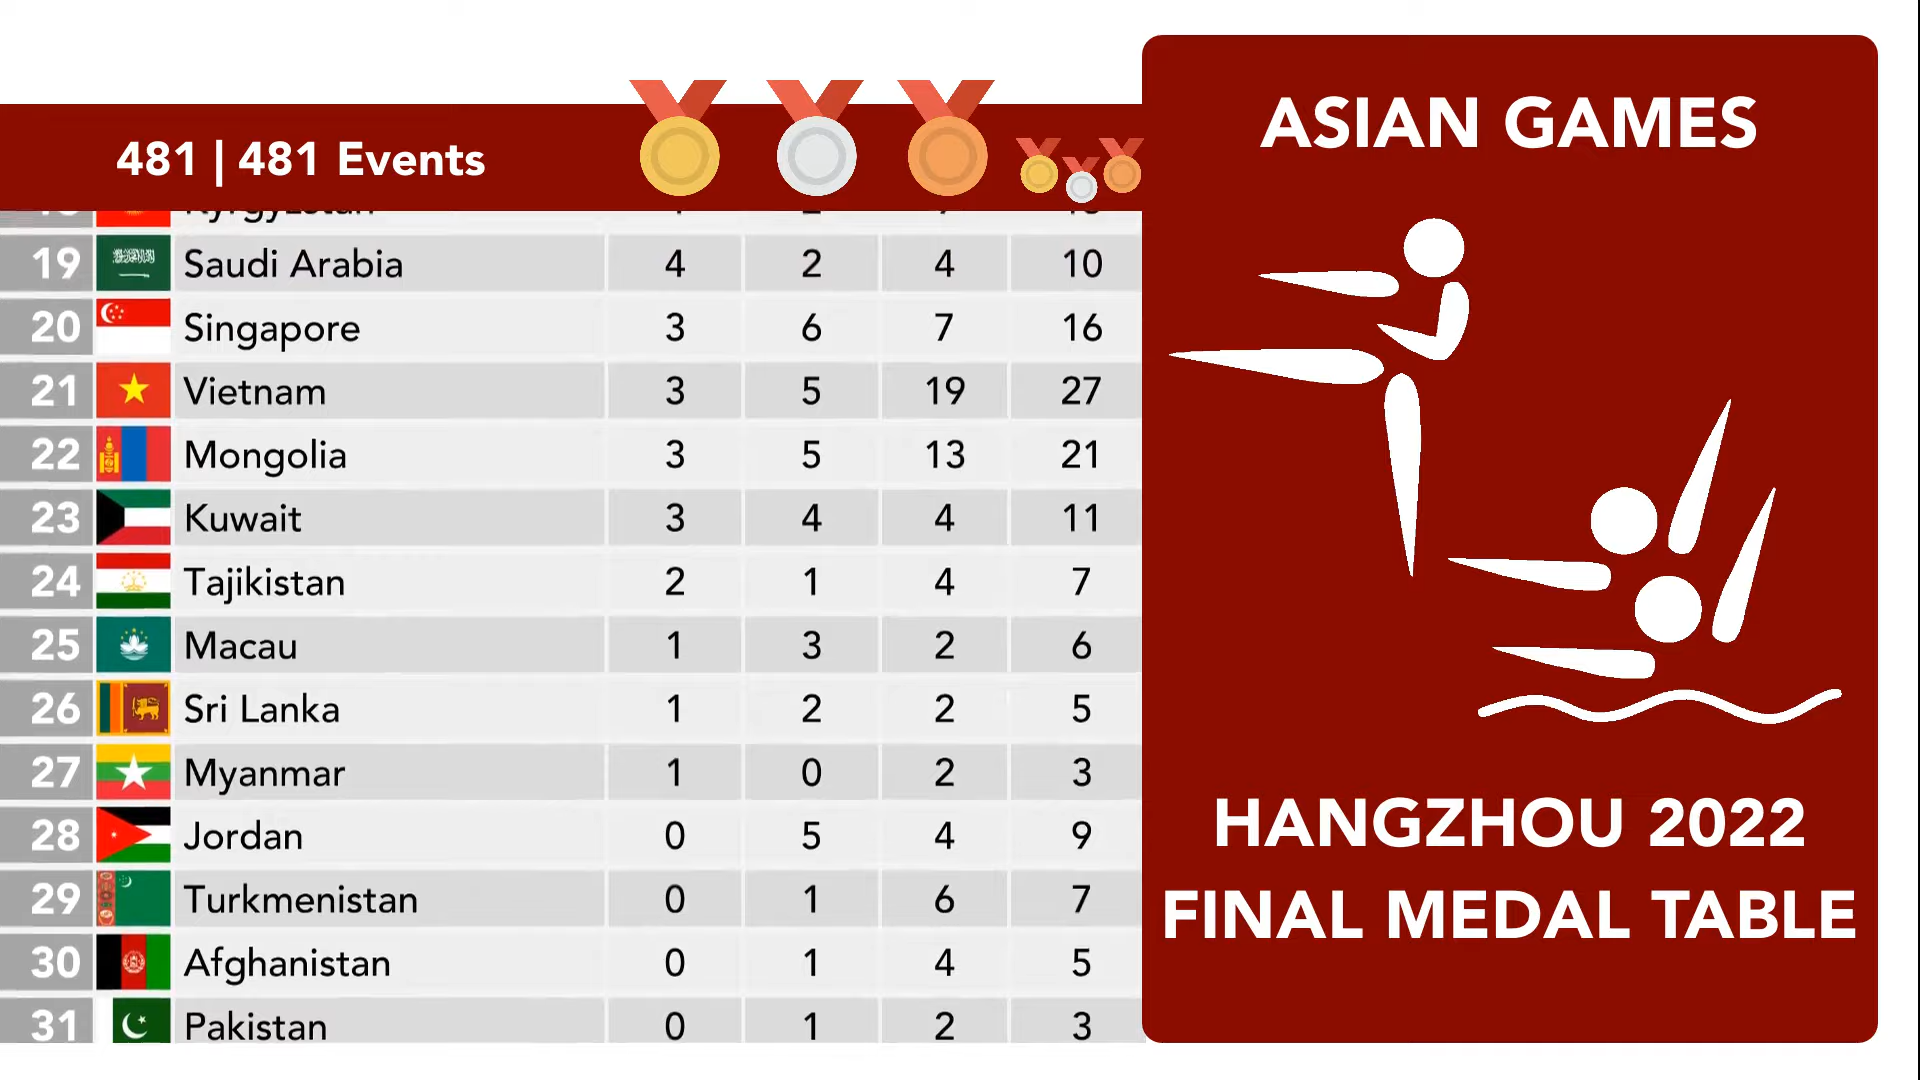 ASIAN GAMES
481 | 481 Events
19 Saudi Arabia 4 2 4 10
20 Singapore 3 6 7 16
21 Vietnam 3 5 19 27
22 Mongolia 3 5 13 21
23 Kuwait 3 4 4 11
24 Tajikistan 2 1 4 7
25 Macau 1 3 2 6
26 Sri Lanka 1 2 2 5
27 Myanmar 1 0 2 3
28 Jordan 0 5 4 9
29 Turkmenistan 0 1 6 7
30 Afghanistan 0 1 4 5
31 Pakistan 0 1 2 3
HANGZHOU 2022
FINAL MEDAL TABLE